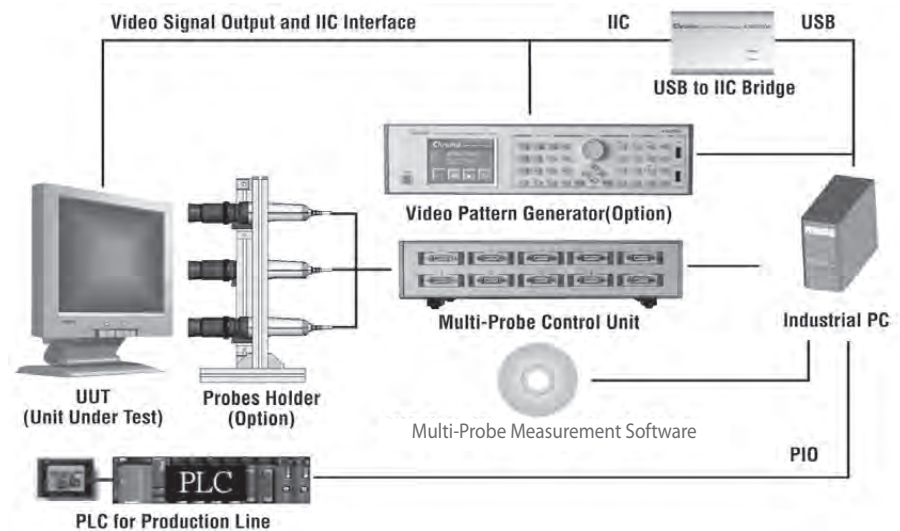 Video Signal Output and IIC Interface
IIC
USB
USB to IIC Bridge
Chroma
Video Pattern Generator(Option)
Multi-Probe Control Unit
Industrial PC
UUT
(Unit Under Test)
Probes Holder
(Option)
Multi-Probe Measurement Software
PIO
PLC
PLC for Production Line